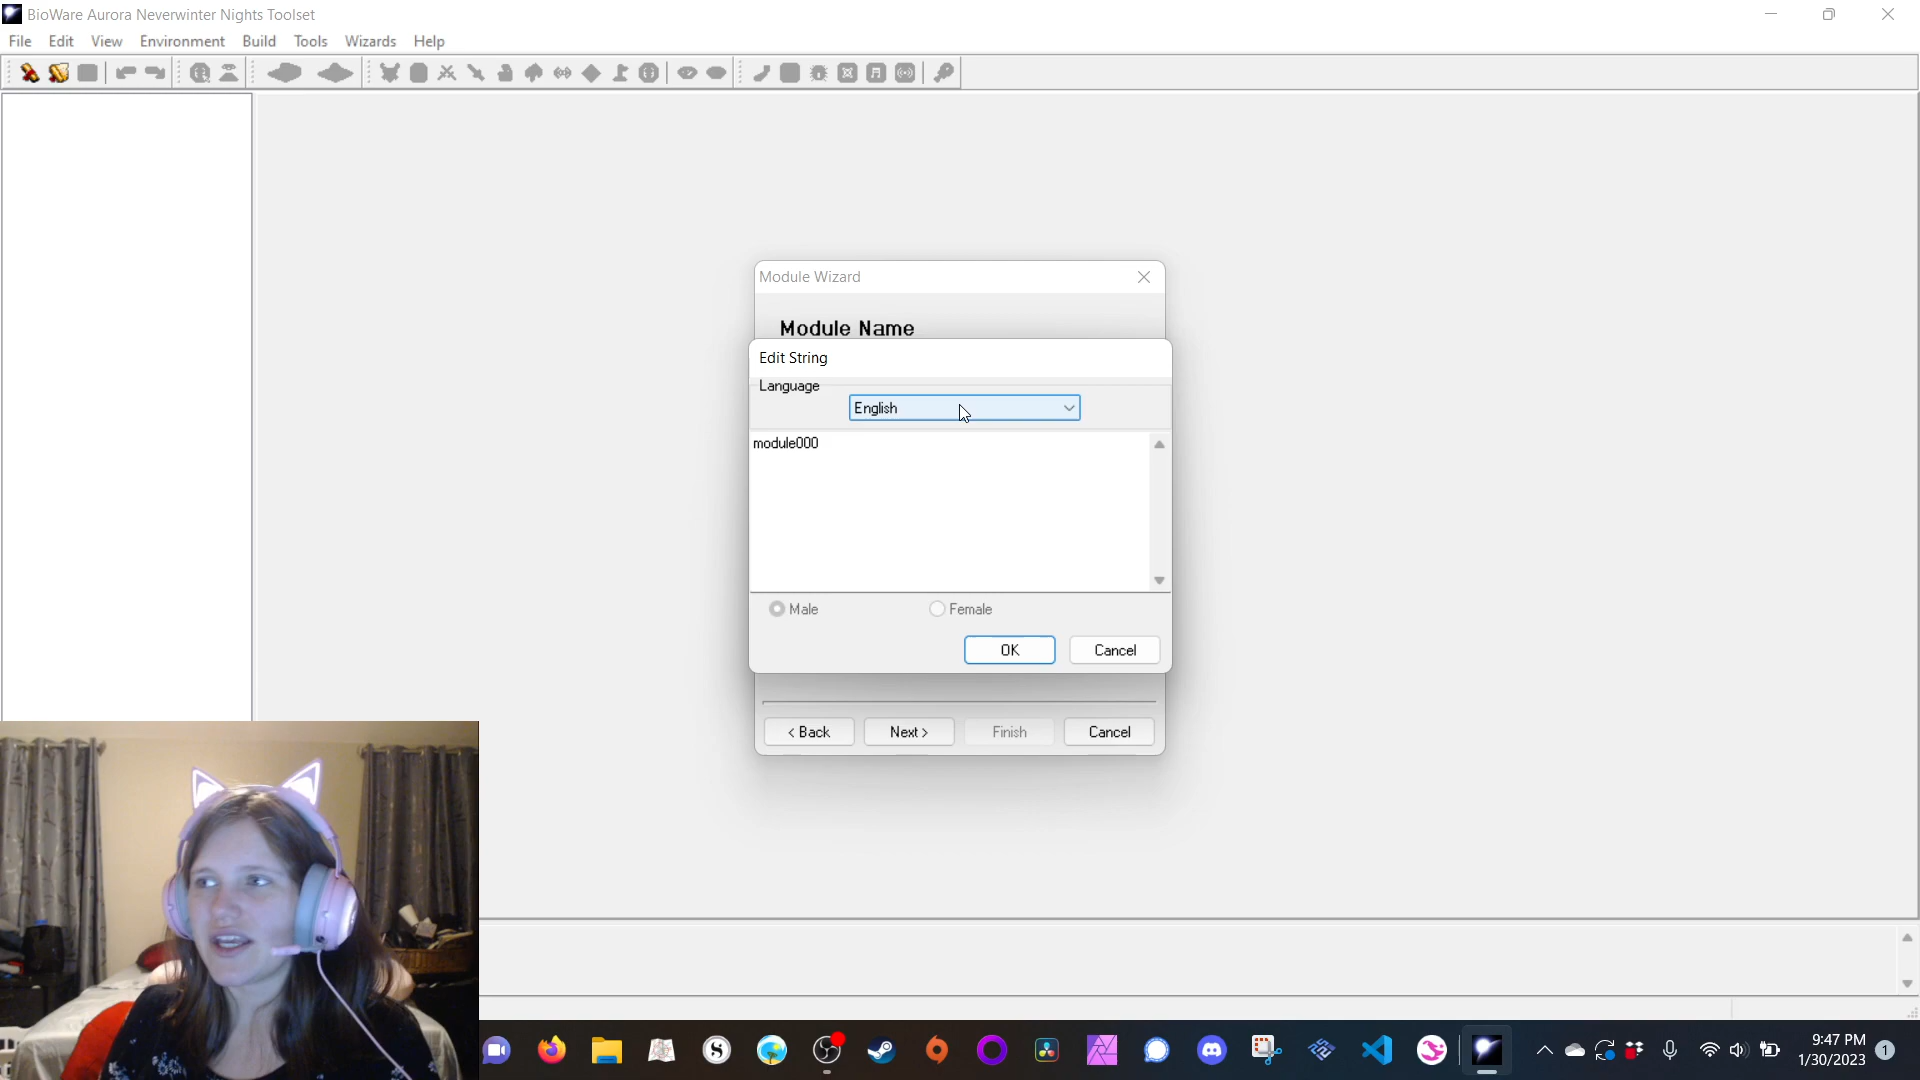 BioWare Aurora Neverwinter Nights Toolset
File Edit View Environment Build Tools Wizards Help
Module Wizard
Module Name
Edit String
Language
English
module000
Male Female
OK Cancel
< Back Next > Finish Cancel
9:47 PM
1/30/2023 1